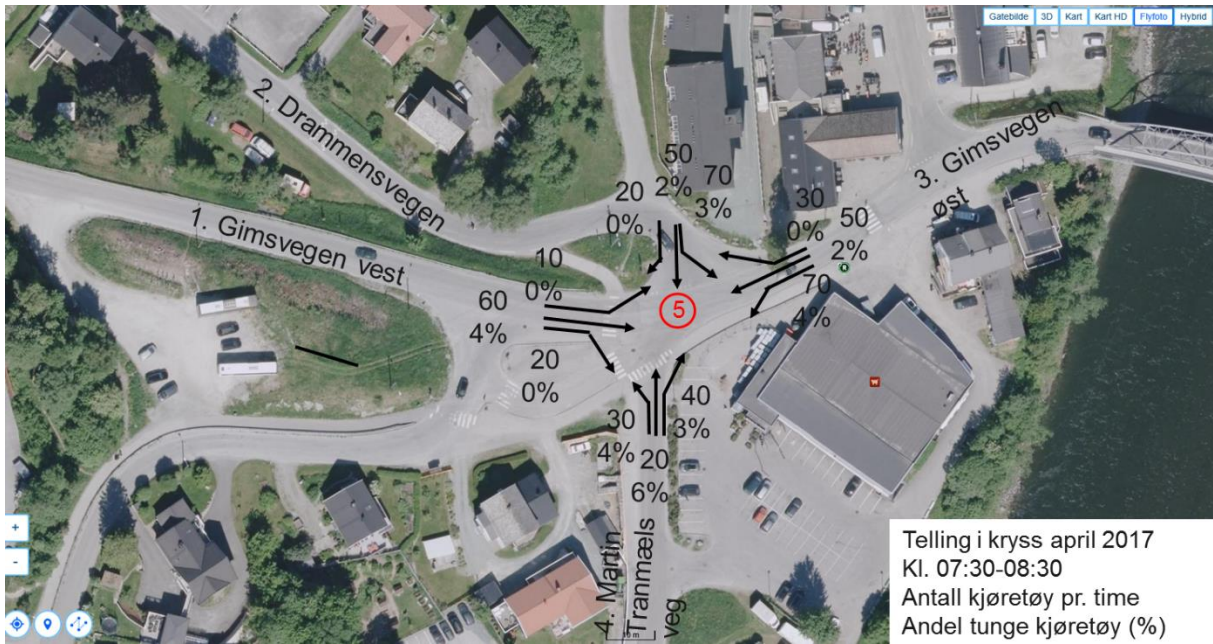 Gatebilde 3D Kart Kart HD Flyfoto Hybrid
2. Drammensvegen
3. Gimsvegen
øst
1. Gimsvegen vest
50
2%
70
3%
20
0%
30
0%
50
2%
70
4%
10
0%
60
4%
20
0%
5
40
3%
30
4%
20
6%
4. Martin
Tranmæls
veg
+
-
10 m
Telling i kryss april 2017
Kl. 07:30-08:30
Antall kjøretøy pr. time
Andel tunge kjøretøy (%)